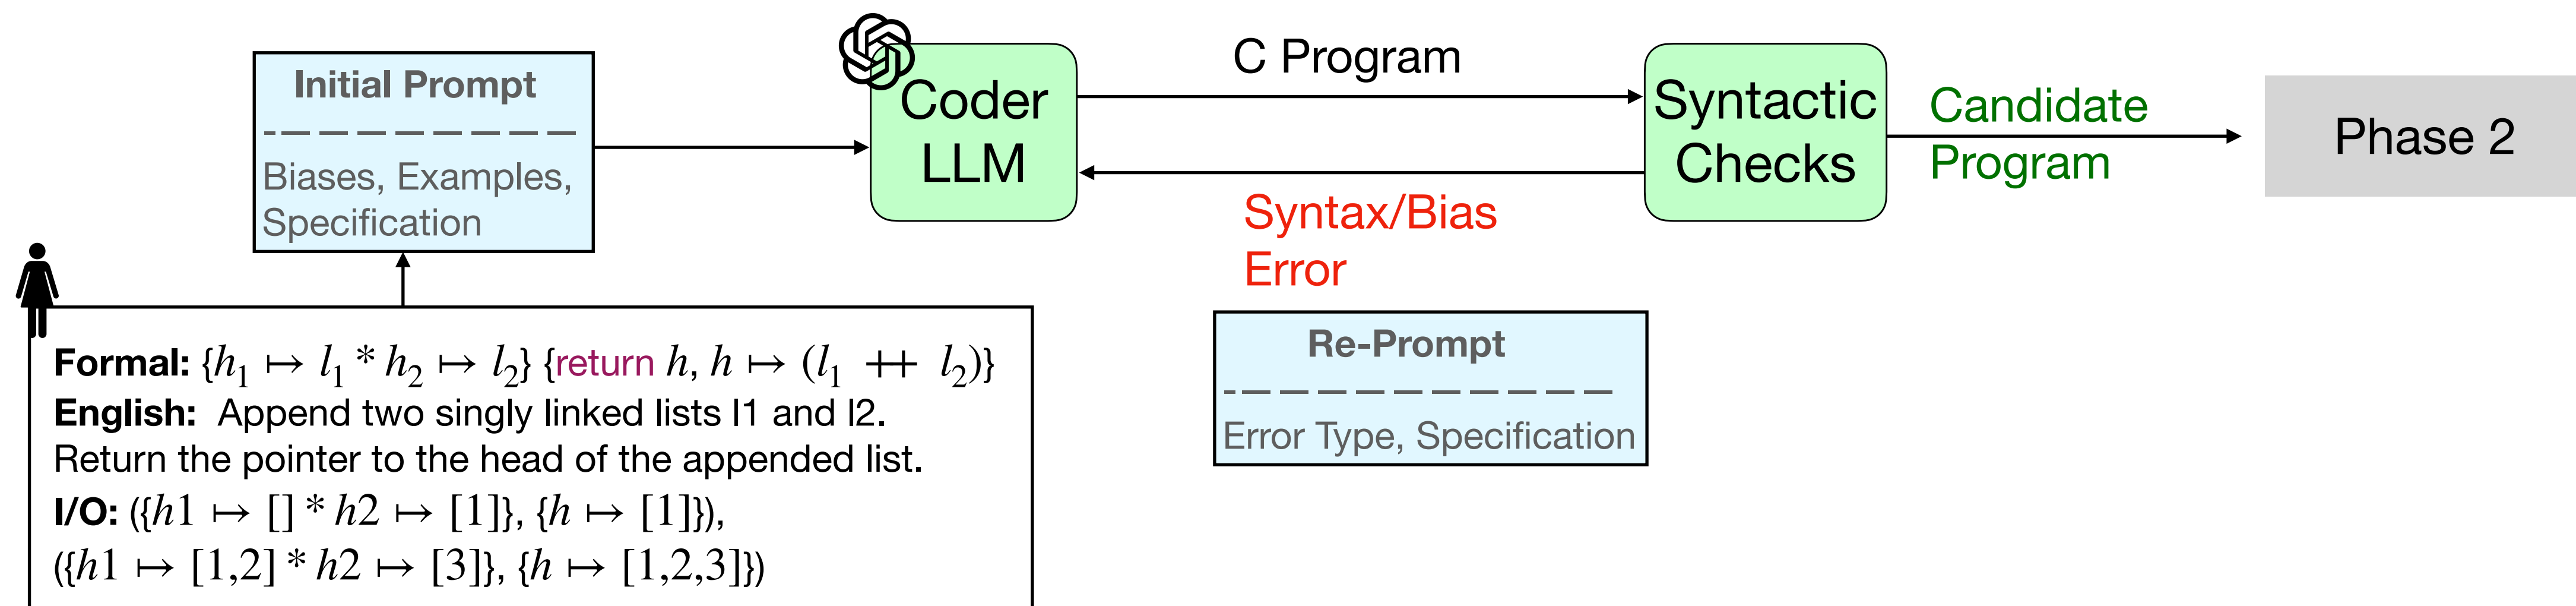 Initial Prompt
Biases, Examples,
Specification
Coder
LLM
C Program
Syntax/Bias
Error
Syntactic
Checks
Candidate
Program
Phase 2
Re-Prompt
Error Type, Specification
Formal: {h₁ ↦ l₁ * h₂ ↦ l₂} {return h, h ↦ (l₁ ++ l₂)}
English: Append two singly linked lists l1 and l2.
Return the pointer to the head of the appended list.
I/O: ({h1 ↦ [] * h2 ↦ [1]}, {h ↦ [1]}),
({h1 ↦ [1,2] * h2 ↦ [3]}, {h ↦ [1,2,3]})